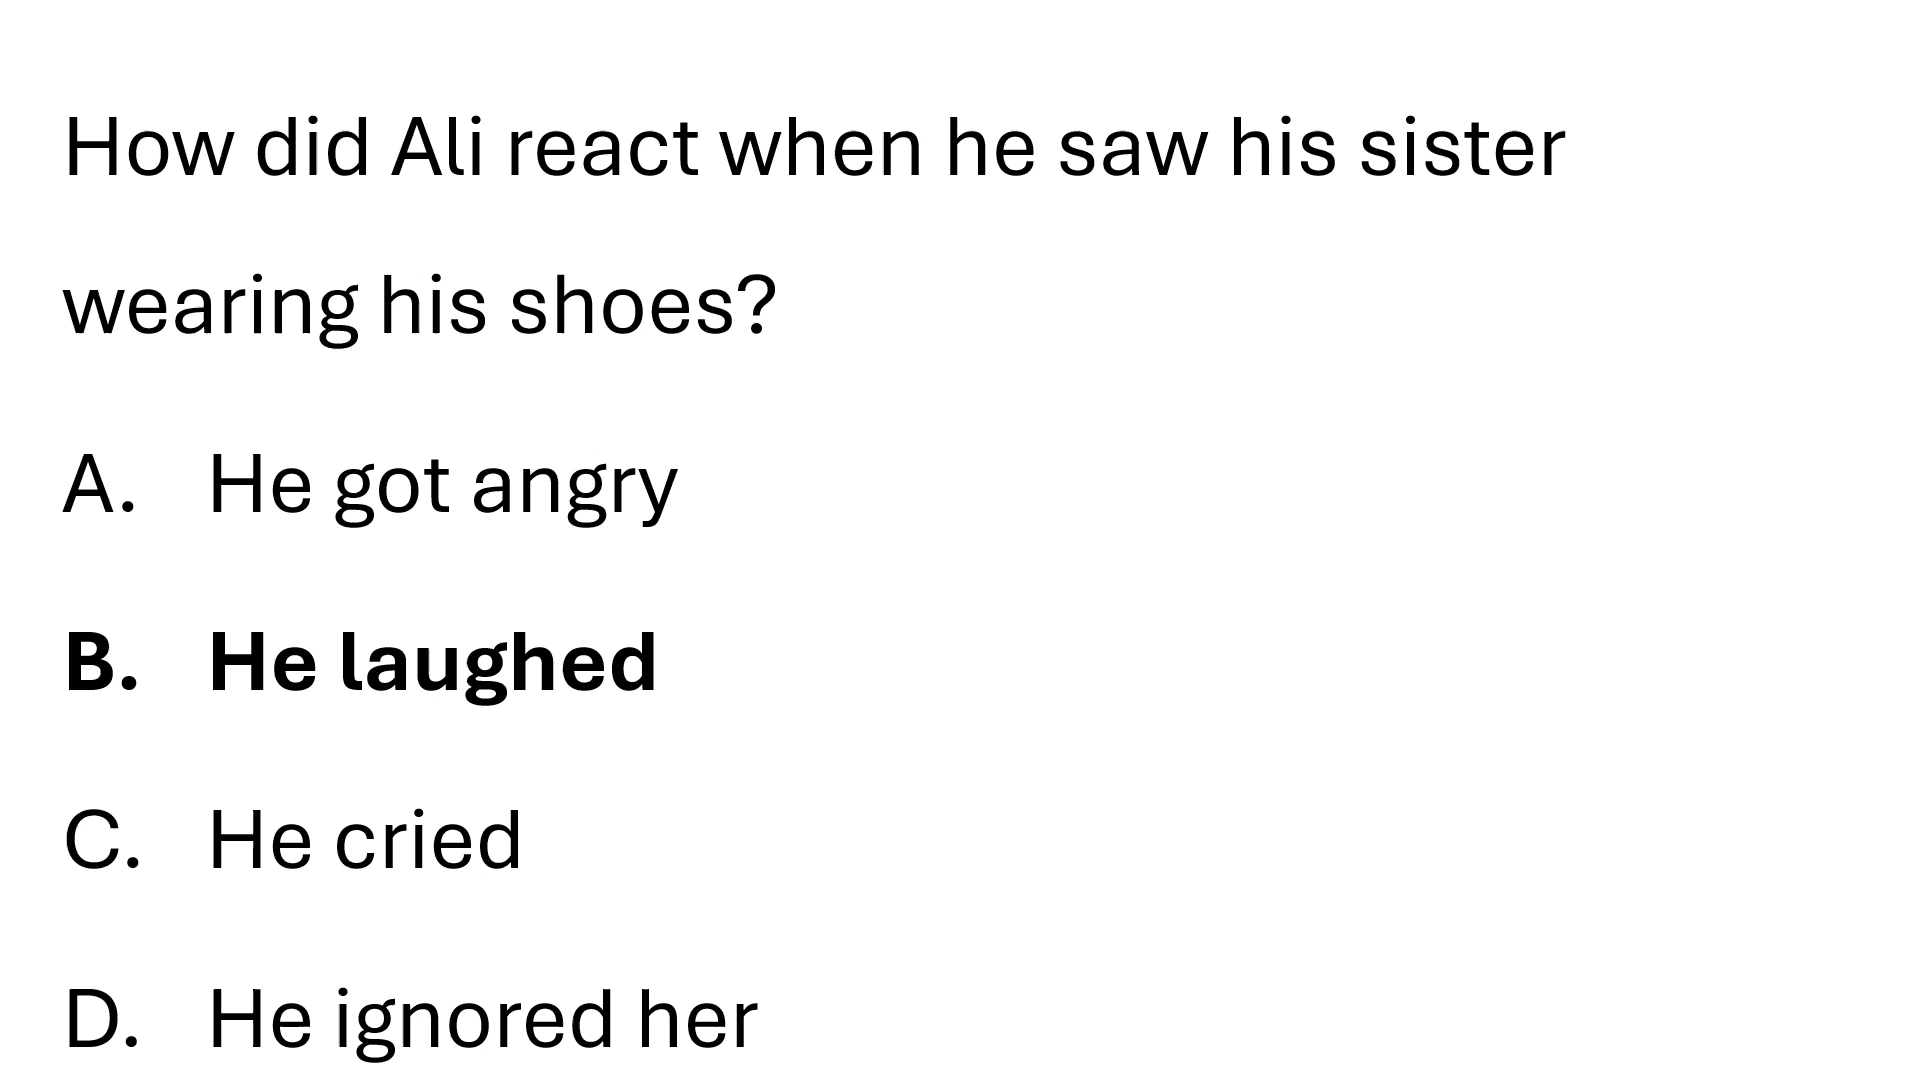 How did Ali react when he saw his sister
wearing his shoes?
A. He got angry
B. He laughed
C. He cried
D. He ignored her